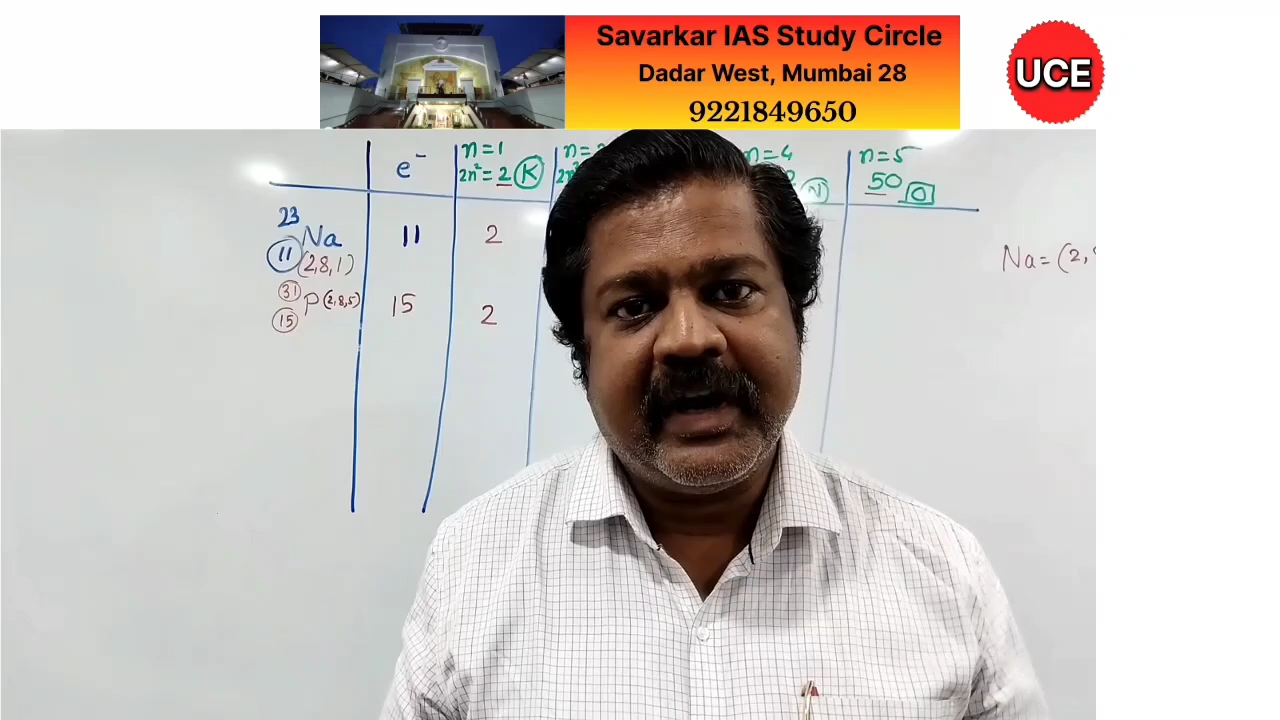 Savarkar IAS Study Circle
Dadar West, Mumbai 28
9221849650
UCE
e⁻
n=1
2n²=2 K
n=
2n²
n=4
N
n=5
50 O
23
11 Na
(2,8,1)
11
2
31
P(2,8,5)
15
15
2
Na=(2,